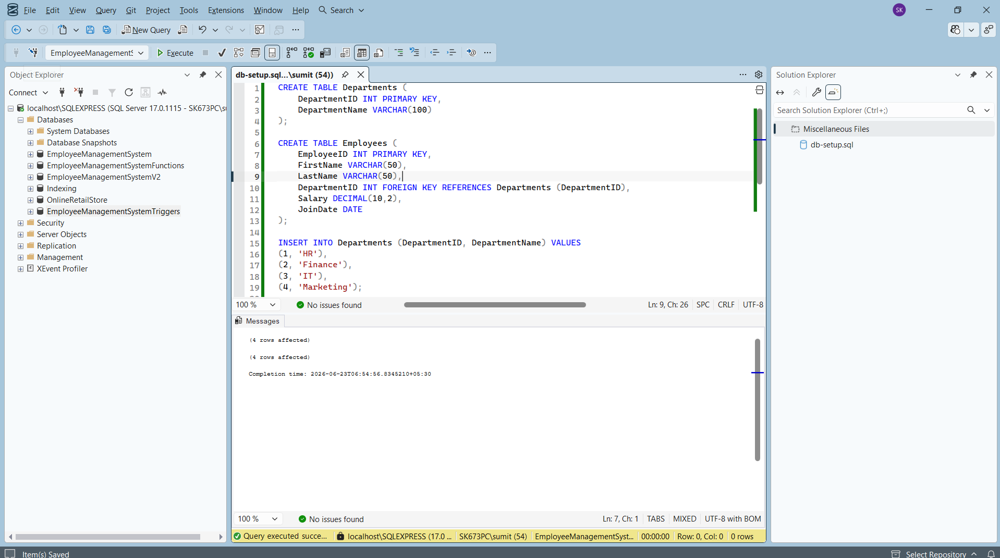 File Edit View Query Git Project Tools Extensions Window Help Search SK
New Query
EmployeeManagementS Execute
Object Explorer
Connect
localhost\SQLEXPRESS (SQL Server 17.0.1115 - SK673PC\su
Databases
System Databases
Database Snapshots
EmployeeManagementSystem
EmployeeManagementSystemFunctions
EmployeeManagementSystemV2
Indexing
OnlineRetailStore
EmployeeManagementSystemTriggers
Security
Server Objects
Replication
Management
XEvent Profiler
db-setup.sql...\sumit (54))
1 CREATE TABLE Departments (
2 DepartmentID INT PRIMARY KEY,
3 DepartmentName VARCHAR(100)
4 );
5
6 CREATE TABLE Employees (
7 EmployeeID INT PRIMARY KEY,
8 FirstName VARCHAR(50),
9 LastName VARCHAR(50),
10 DepartmentID INT FOREIGN KEY REFERENCES Departments (DepartmentID),
11 Salary DECIMAL(10,2),
12 JoinDate DATE
13 );
14
15 INSERT INTO Departments (DepartmentID, DepartmentName) VALUES
16 (1, 'HR'),
17 (2, 'Finance'),
18 (3, 'IT'),
19 (4, 'Marketing');
100 % No issues found Ln: 9, Ch: 26 SPC CRLF UTF-8
Messages
(4 rows affected)
(4 rows affected)
Completion time: 2026-06-23T06:54:56.8345210+05:30
100 % No issues found Ln: 7, Ch: 1 TABS MIXED UTF-8 with BOM
Query executed succe... localhost\SQLEXPRESS (17.0 ... SK673PC\sumit (54) EmployeeManagementSyst... 00:00:00 Row: 0, Col: 0 0 rows
Solution Explorer
Search Solution Explorer (Ctrl+;)
Miscellaneous Files
db-setup.sql
Item(s) Saved Select Repository